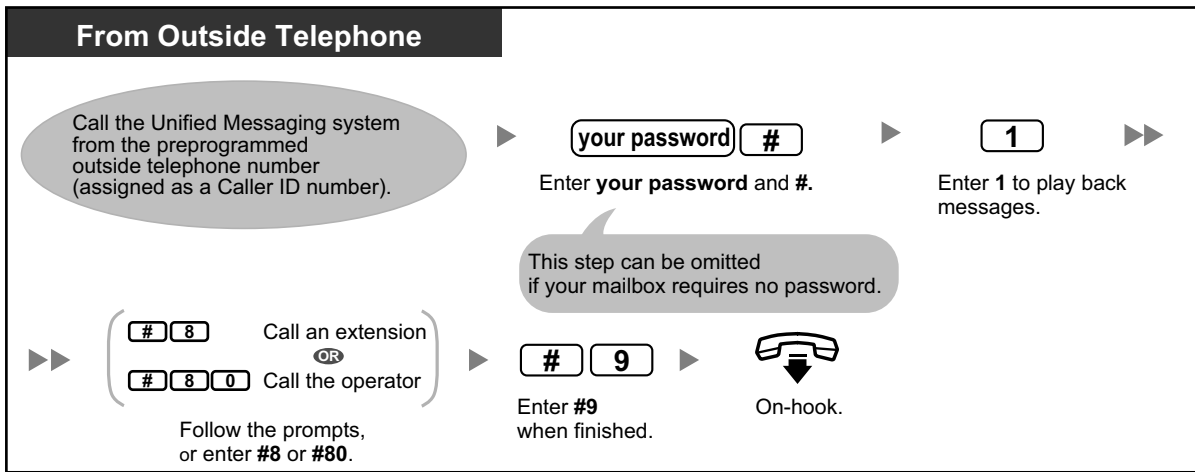 From Outside Telephone
Call the Unified Messaging system
from the preprogrammed
outside telephone number
(assigned as a Caller ID number).
your password #
Enter your password and #.
This step can be omitted
if your mailbox requires no password.
1
Enter 1 to play back
messages.
# 8 Call an extension
OR
# 8 0 Call the operator
Follow the prompts,
or enter #8 or #80.
# 9
Enter #9
when finished.
On-hook.